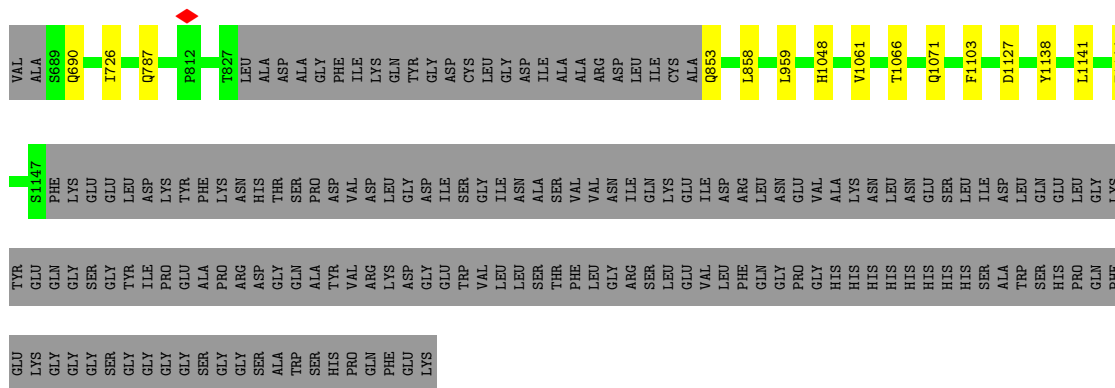 VAL ALA S689 Q690 I726 Q787 P812 T827 LEU ALA ASP ALA GLY PHE ILE LYS GLN TYR GLY ASP CYS LEU GLY ASP ILE ALA ALA ARG ASP LEU ILE CYS ALA Q853 L858 L959 H1048 V1061 T1066 Q1071 F1103 D1127 Y1138 L1141
S1147 PHE LYS GLU GLU LEU ASP LYS TYR PHE LYS ASN HIS THR SER PRO ASP VAL ASP LEU GLY ASP ILE SER GLY ILE ASN ALA SER VAL VAL ASN ILE GLN LYS GLU ILE ASP ARG LEU ASN GLU VAL ALA LYS ASN LEU ASN GLU SER LEU ILE ASP LEU GLN GLU LEU GLY LYS
TYR GLU GLN GLY SER GLY TYR ILE PRO GLU ALA PRO ARG ASP GLY GLN ALA TYR VAL ARG LYS ASP GLY GLU TRP VAL LEU LEU SER THR PHE LEU GLY ARG SER LEU GLU VAL LEU PHE GLN GLY PRO GLY HIS HIS HIS HIS HIS HIS HIS HIS SER ALA TRP SER HIS PRO GLN PHE
GLU LYS GLY GLY GLY SER GLY GLY GLY GLY SER GLY GLY SER ALA TRP SER HIS PRO GLN PHE GLU LYS